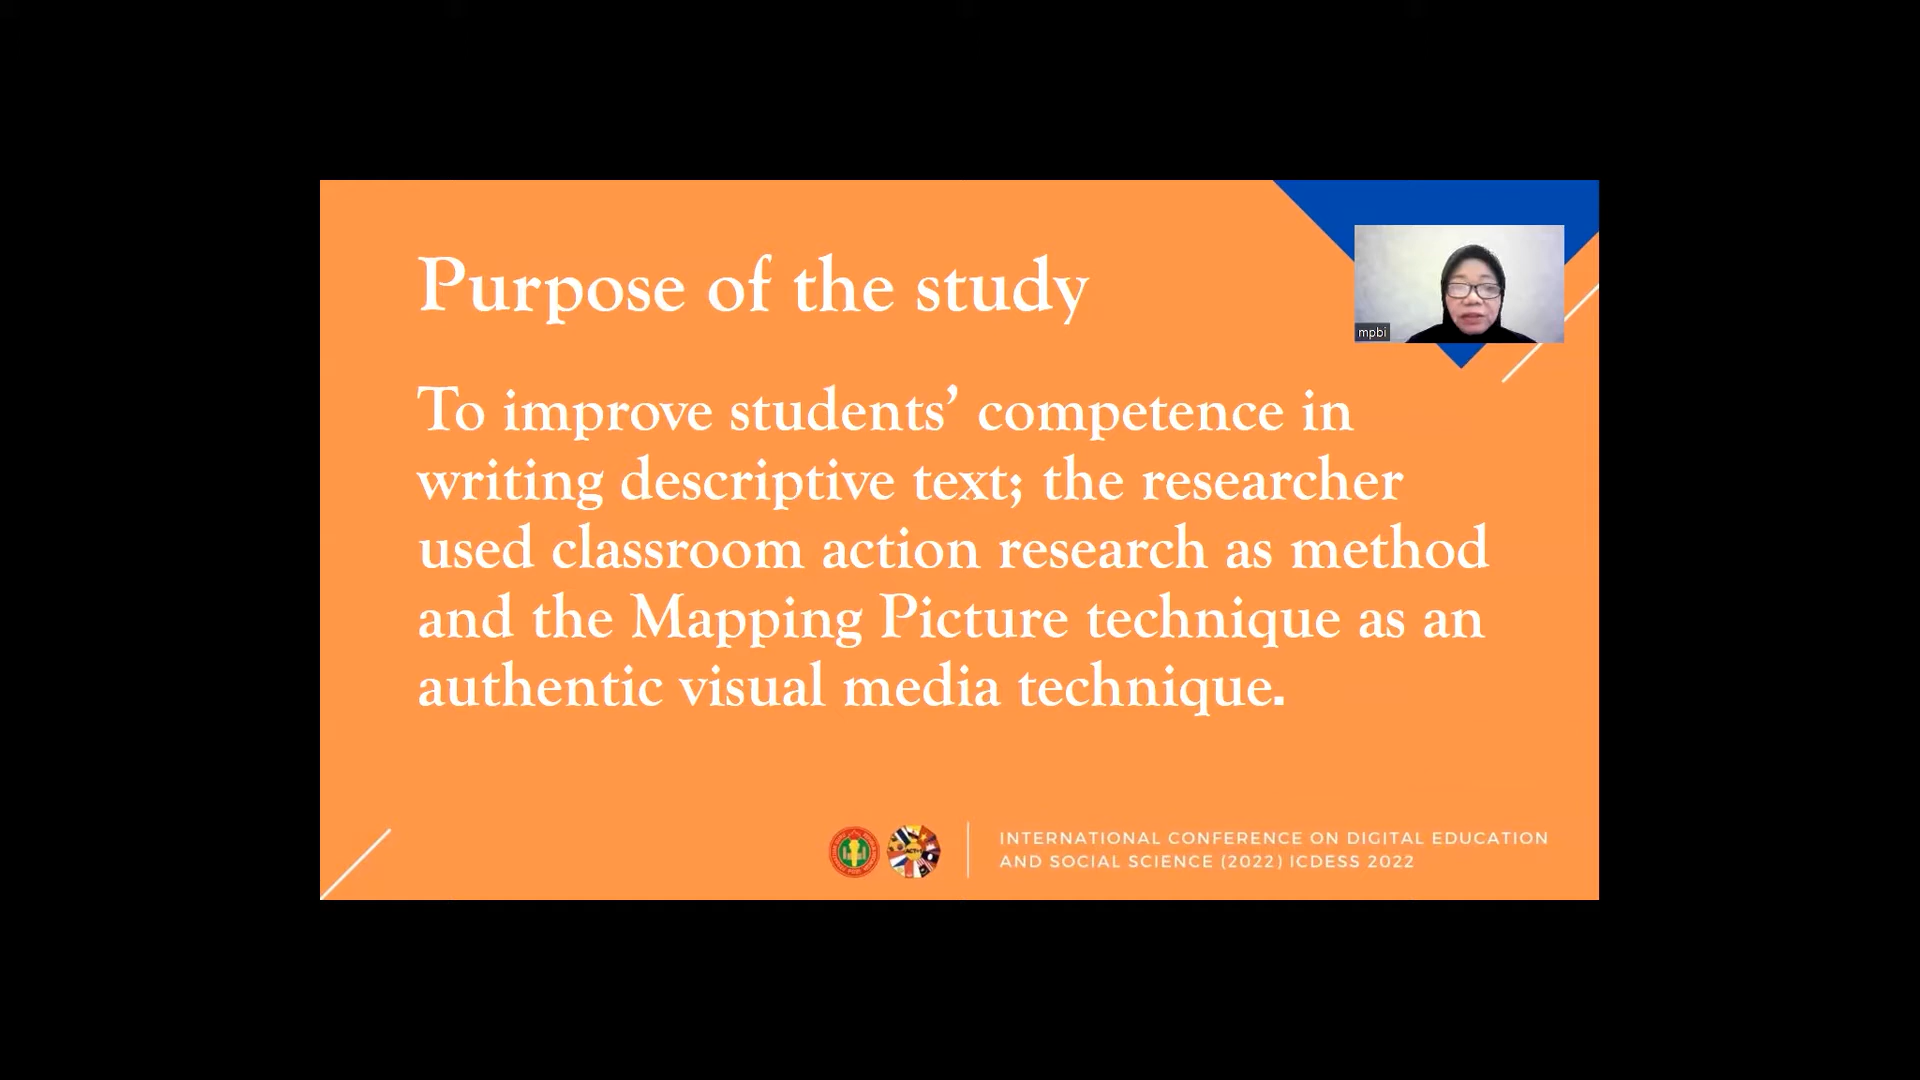 Purpose of the study
mpbi
To improve students’ competence in
writing descriptive text; the researcher
used classroom action research as method
and the Mapping Picture technique as an
authentic visual media technique.
INTERNATIONAL CONFERENCE ON DIGITAL EDUCATION
AND SOCIAL SCIENCE (2022) ICDESS 2022